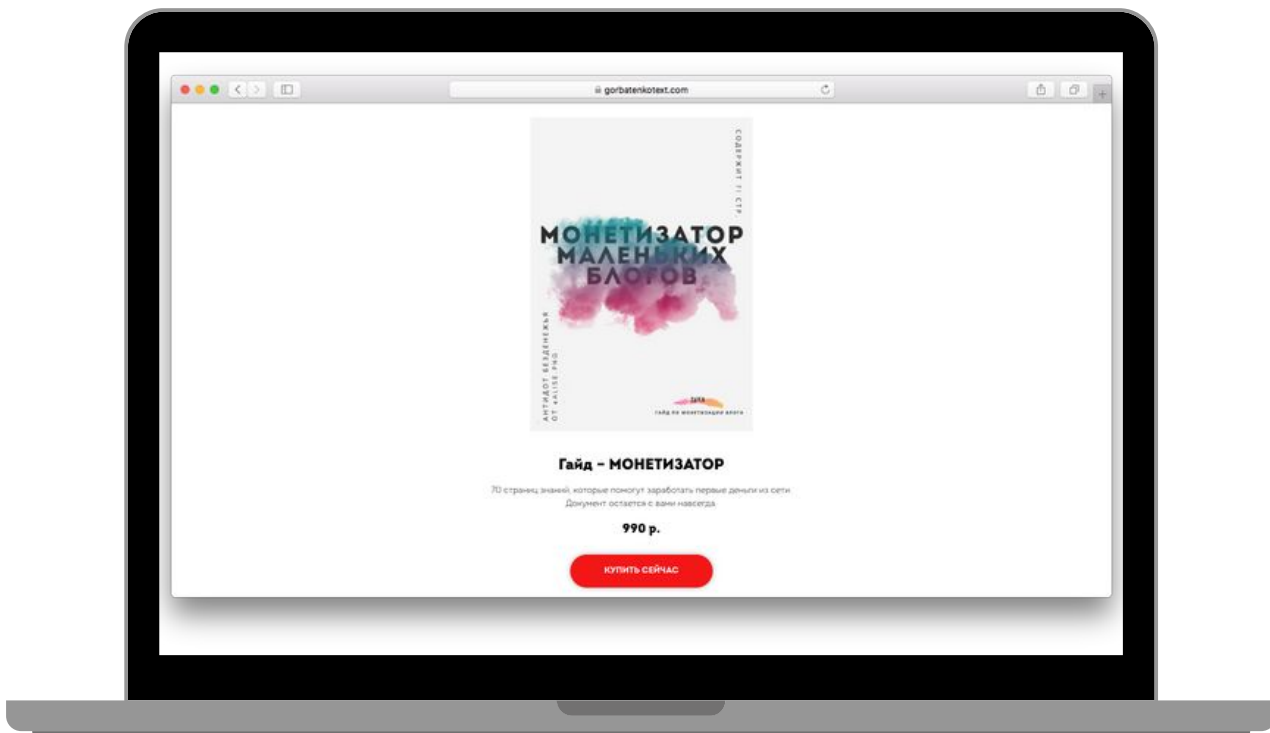 gorbatenkotext.com
СОДЕРЖИТ 71 СТР.
МОНЕТИЗАТОР
МАЛЕНЬКИХ
БЛОГОВ
АНТИДОТ БЕЗДЕНЕЖЬЯ
ГАЙД ПО МОНЕТИЗАЦИИ БЛОГА
Гайд – МОНЕТИЗАТОР
70 страниц знаний, которые помогут заработать первые деньги из сети.
Документ остается с вами навсегда.
990 р.
КУПИТЬ СЕЙЧАС